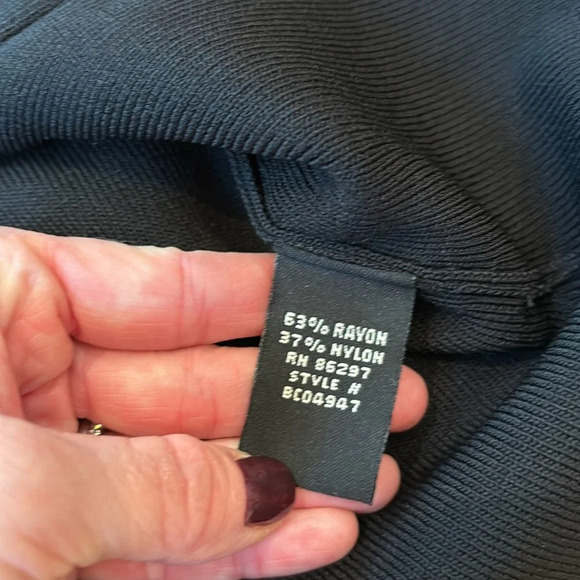 63% RAYON
37% NYLON
RN 86297
STYLE #
BC04947